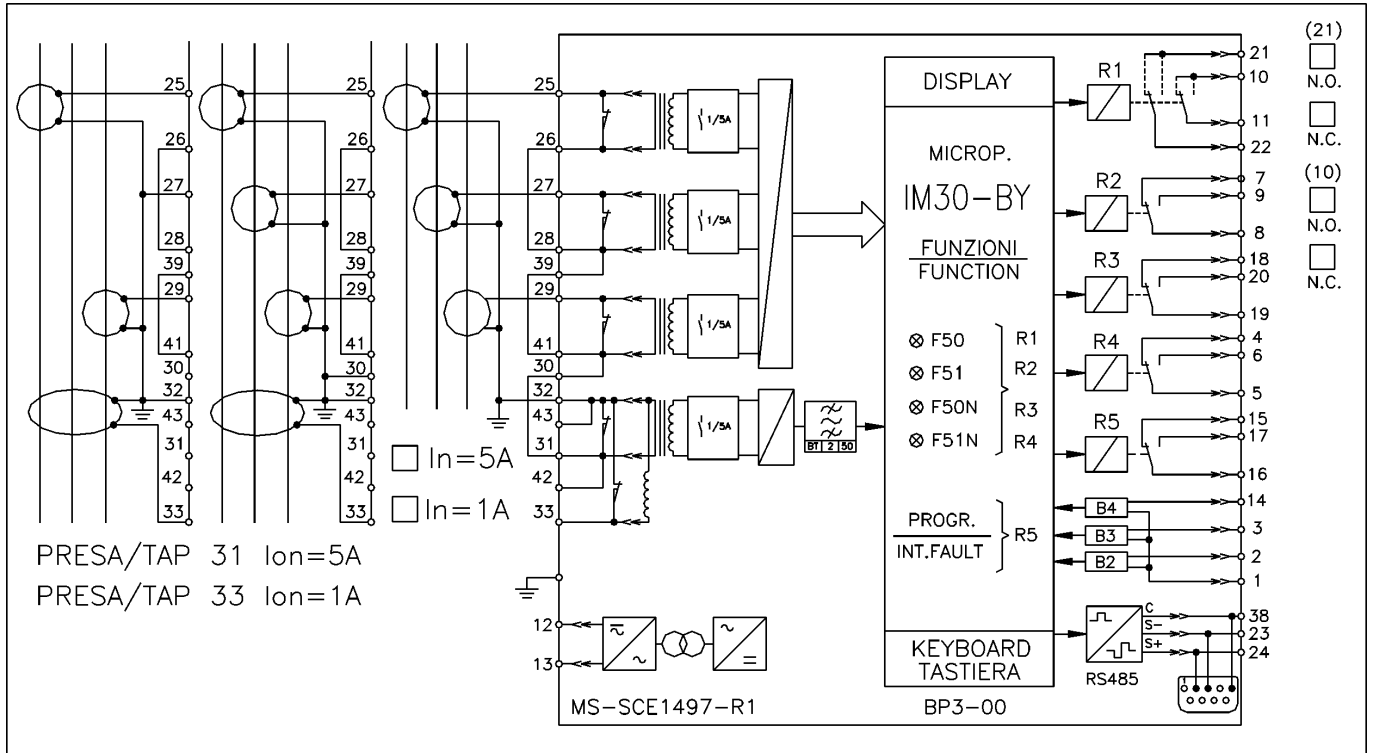 25
26
27
28
39
29
41
30
32
43
31
42
33
25
26
27
28
39
29
41
30
32
43
31
42
33
25
26
27
28
39
29
41
30
32
43
31
42
33
12
13
In=5A
In=1A
PRESA/TAP 31 Ion=5A
PRESA/TAP 33 Ion=1A
1/5A
1/5A
1/5A
1/5A
BT 2 50
MS-SCE1497-R1
BP3-00
DISPLAY
MICROP.
IM30-BY
FUNZIONI
FUNCTION
F50
F51
F50N
F51N
R1
R2
R3
R4
PROGR.
INT.FAULT
R5
KEYBOARD
TASTIERA
R1
R2
R3
R4
R5
B4
B3
B2
RS485
C
S-
S+
1
21
10
11
22
7
9
8
18
20
19
4
6
5
15
17
16
14
3
2
1
38
23
24
(21)
N.O.
N.C.
(10)
N.O.
N.C.